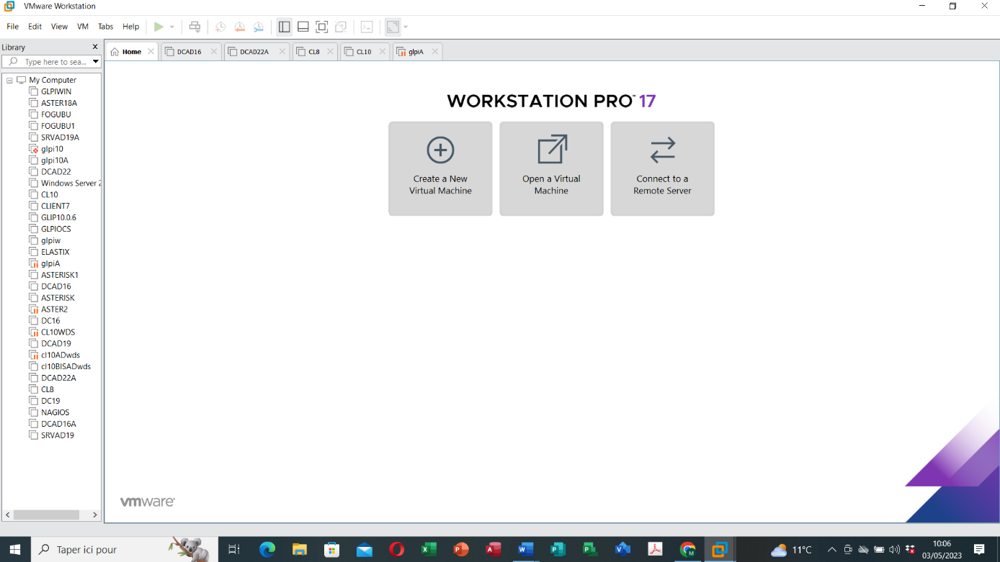 VMware Workstation
File Edit View VM Tabs Help
Library
Type here to sea...
Home DCAD16 DCAD22A CL8 CL10 glpiA
My Computer
GLPIWIN
ASTER18A
FOGUBU
FOGUBU1
SRVAD19A
glpi10
glpi10A
DCAD22
Windows Server 2
CL10
CLIENT7
GLIP10.0.6
GLPIOCS
glpiw
ELASTIX
glpiA
ASTERISK1
DCAD16
ASTERISK
ASTER2
DC16
CL10WDS
DCAD19
cl10ADwds
cl10BISADwds
DCAD22A
CL8
DC19
NAGIOS
DCAD16A
SRVAD19
WORKSTATION PRO™ 17
Create a New
Virtual Machine
Open a Virtual
Machine
Connect to a
Remote Server
vmware®
Taper ici pour
11°C
10:06
03/05/2023